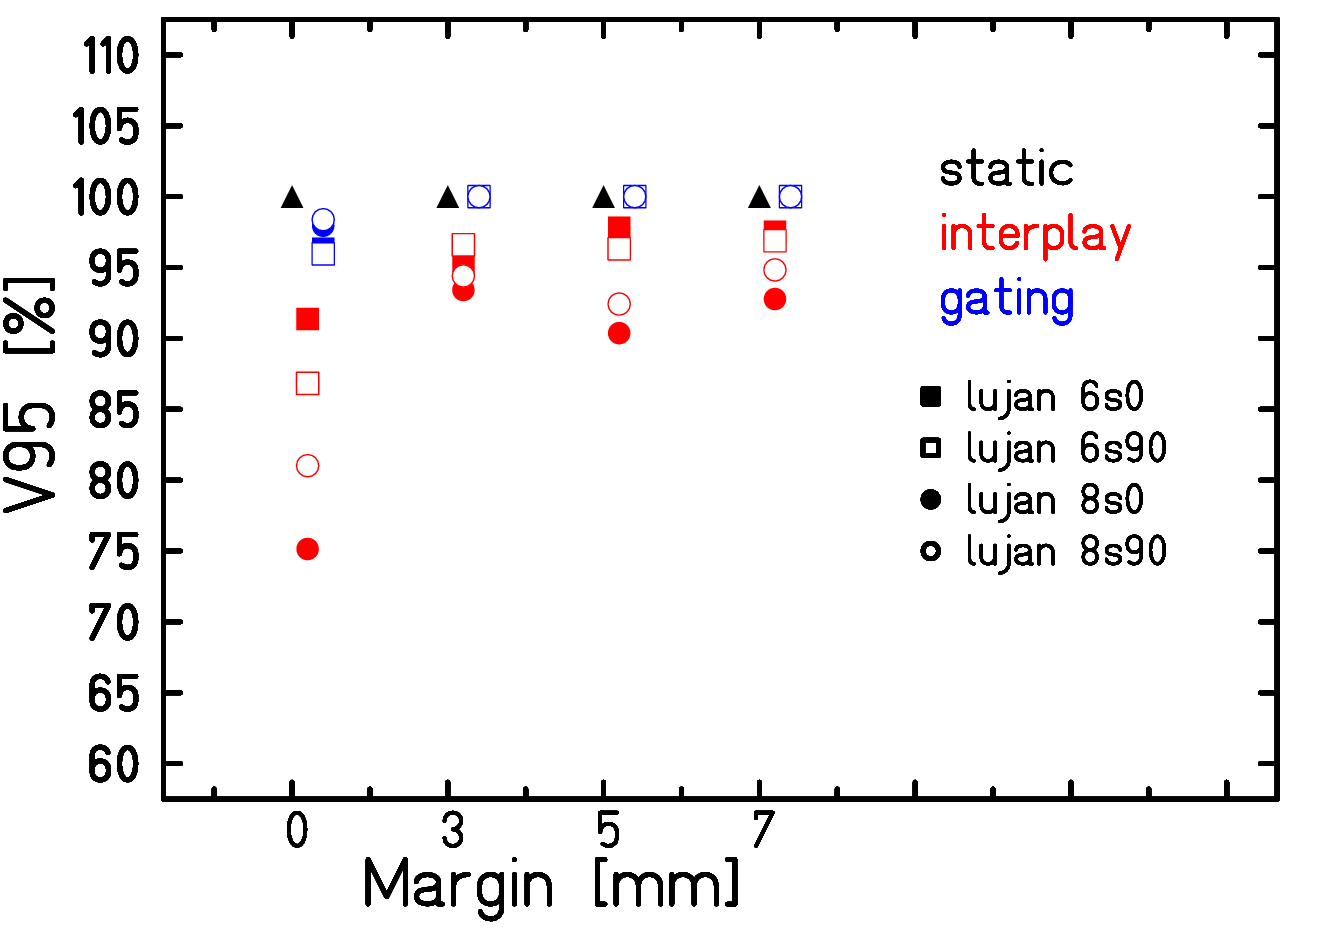 110
105
100
95
90
85
80
75
70
65
60
V95 [%]
0 3 5 7
Margin [mm]
static
interplay
gating
lujan 6s0
lujan 6s90
lujan 8s0
lujan 8s90